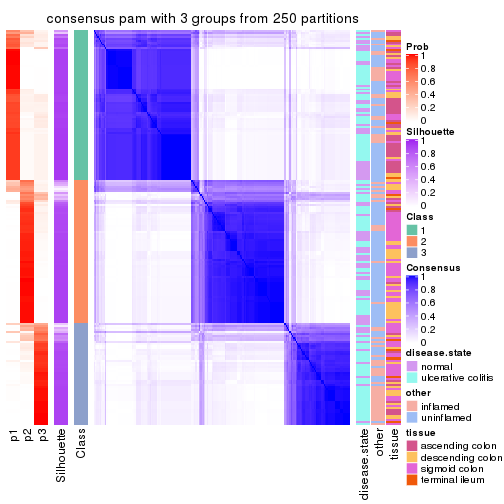 consensus pam with 3 groups from 250 partitions
Prob
1
0.8
0.6
0.4
0.2
0
Silhouette
1
0.8
0.6
0.4
0.2
0
Class
1
2
3
Consensus
1
0.8
0.6
0.4
0.2
0
disease.state
normal
ulcerative colitis
other
inflamed
uninflamed
tissue
ascending colon
descending colon
sigmoid colon
terminal ileum
p1
p2
p3
Silhouette
Class
disease.state
other
tissue